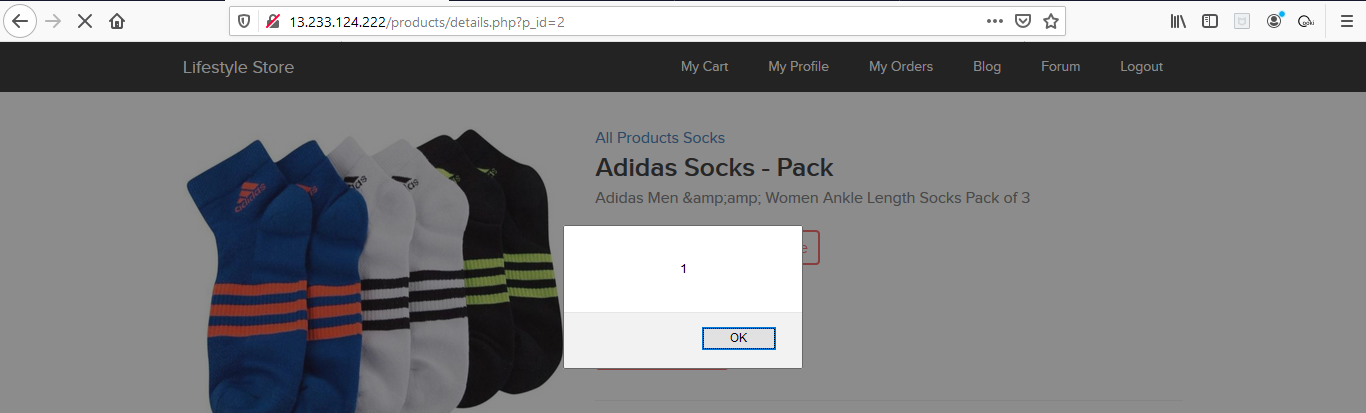 13.233.124.222/products/details.php?p_id=2
Lifestyle Store
My Cart
My Profile
My Orders
Blog
Forum
Logout
All Products Socks
Adidas Socks - Pack
Adidas Men &amp;amp; Women Ankle Length Socks Pack of 3
1
OK
adidas